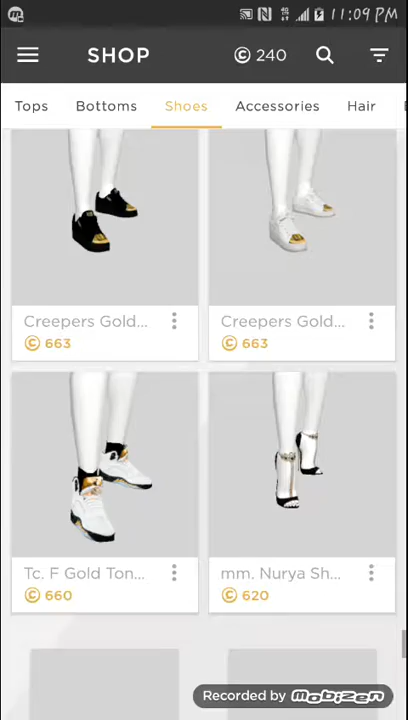 11:09 PM
SHOP
© 240
Tops Bottoms Shoes Accessories Hair
Creepers Gold...
© 663
Creepers Gold...
© 663
Tc. F Gold Ton...
© 660
mm. Nurya Sh...
© 620
Recorded by mobizen